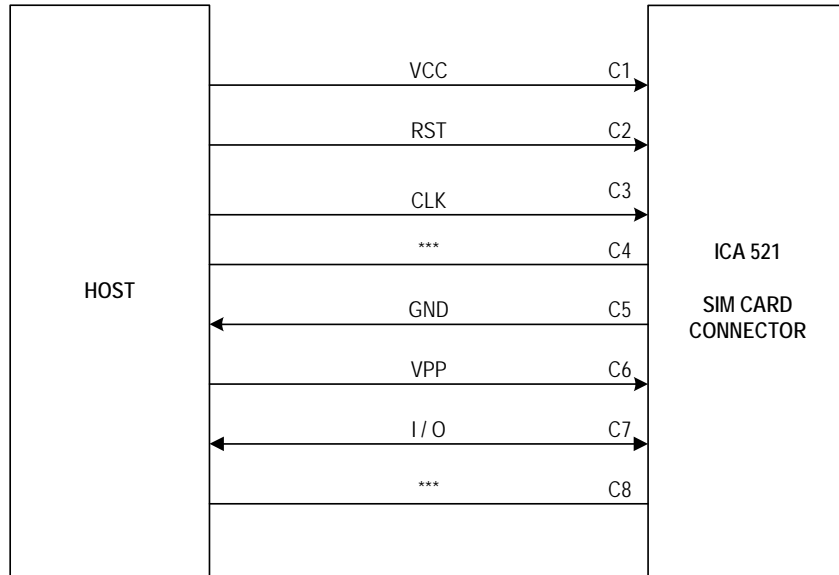 VCC C1
RST C2
CLK C3
*** C4
GND C5
VPP C6
I / O C7
*** C8
HOST
ICA 521
SIM CARD
CONNECTOR